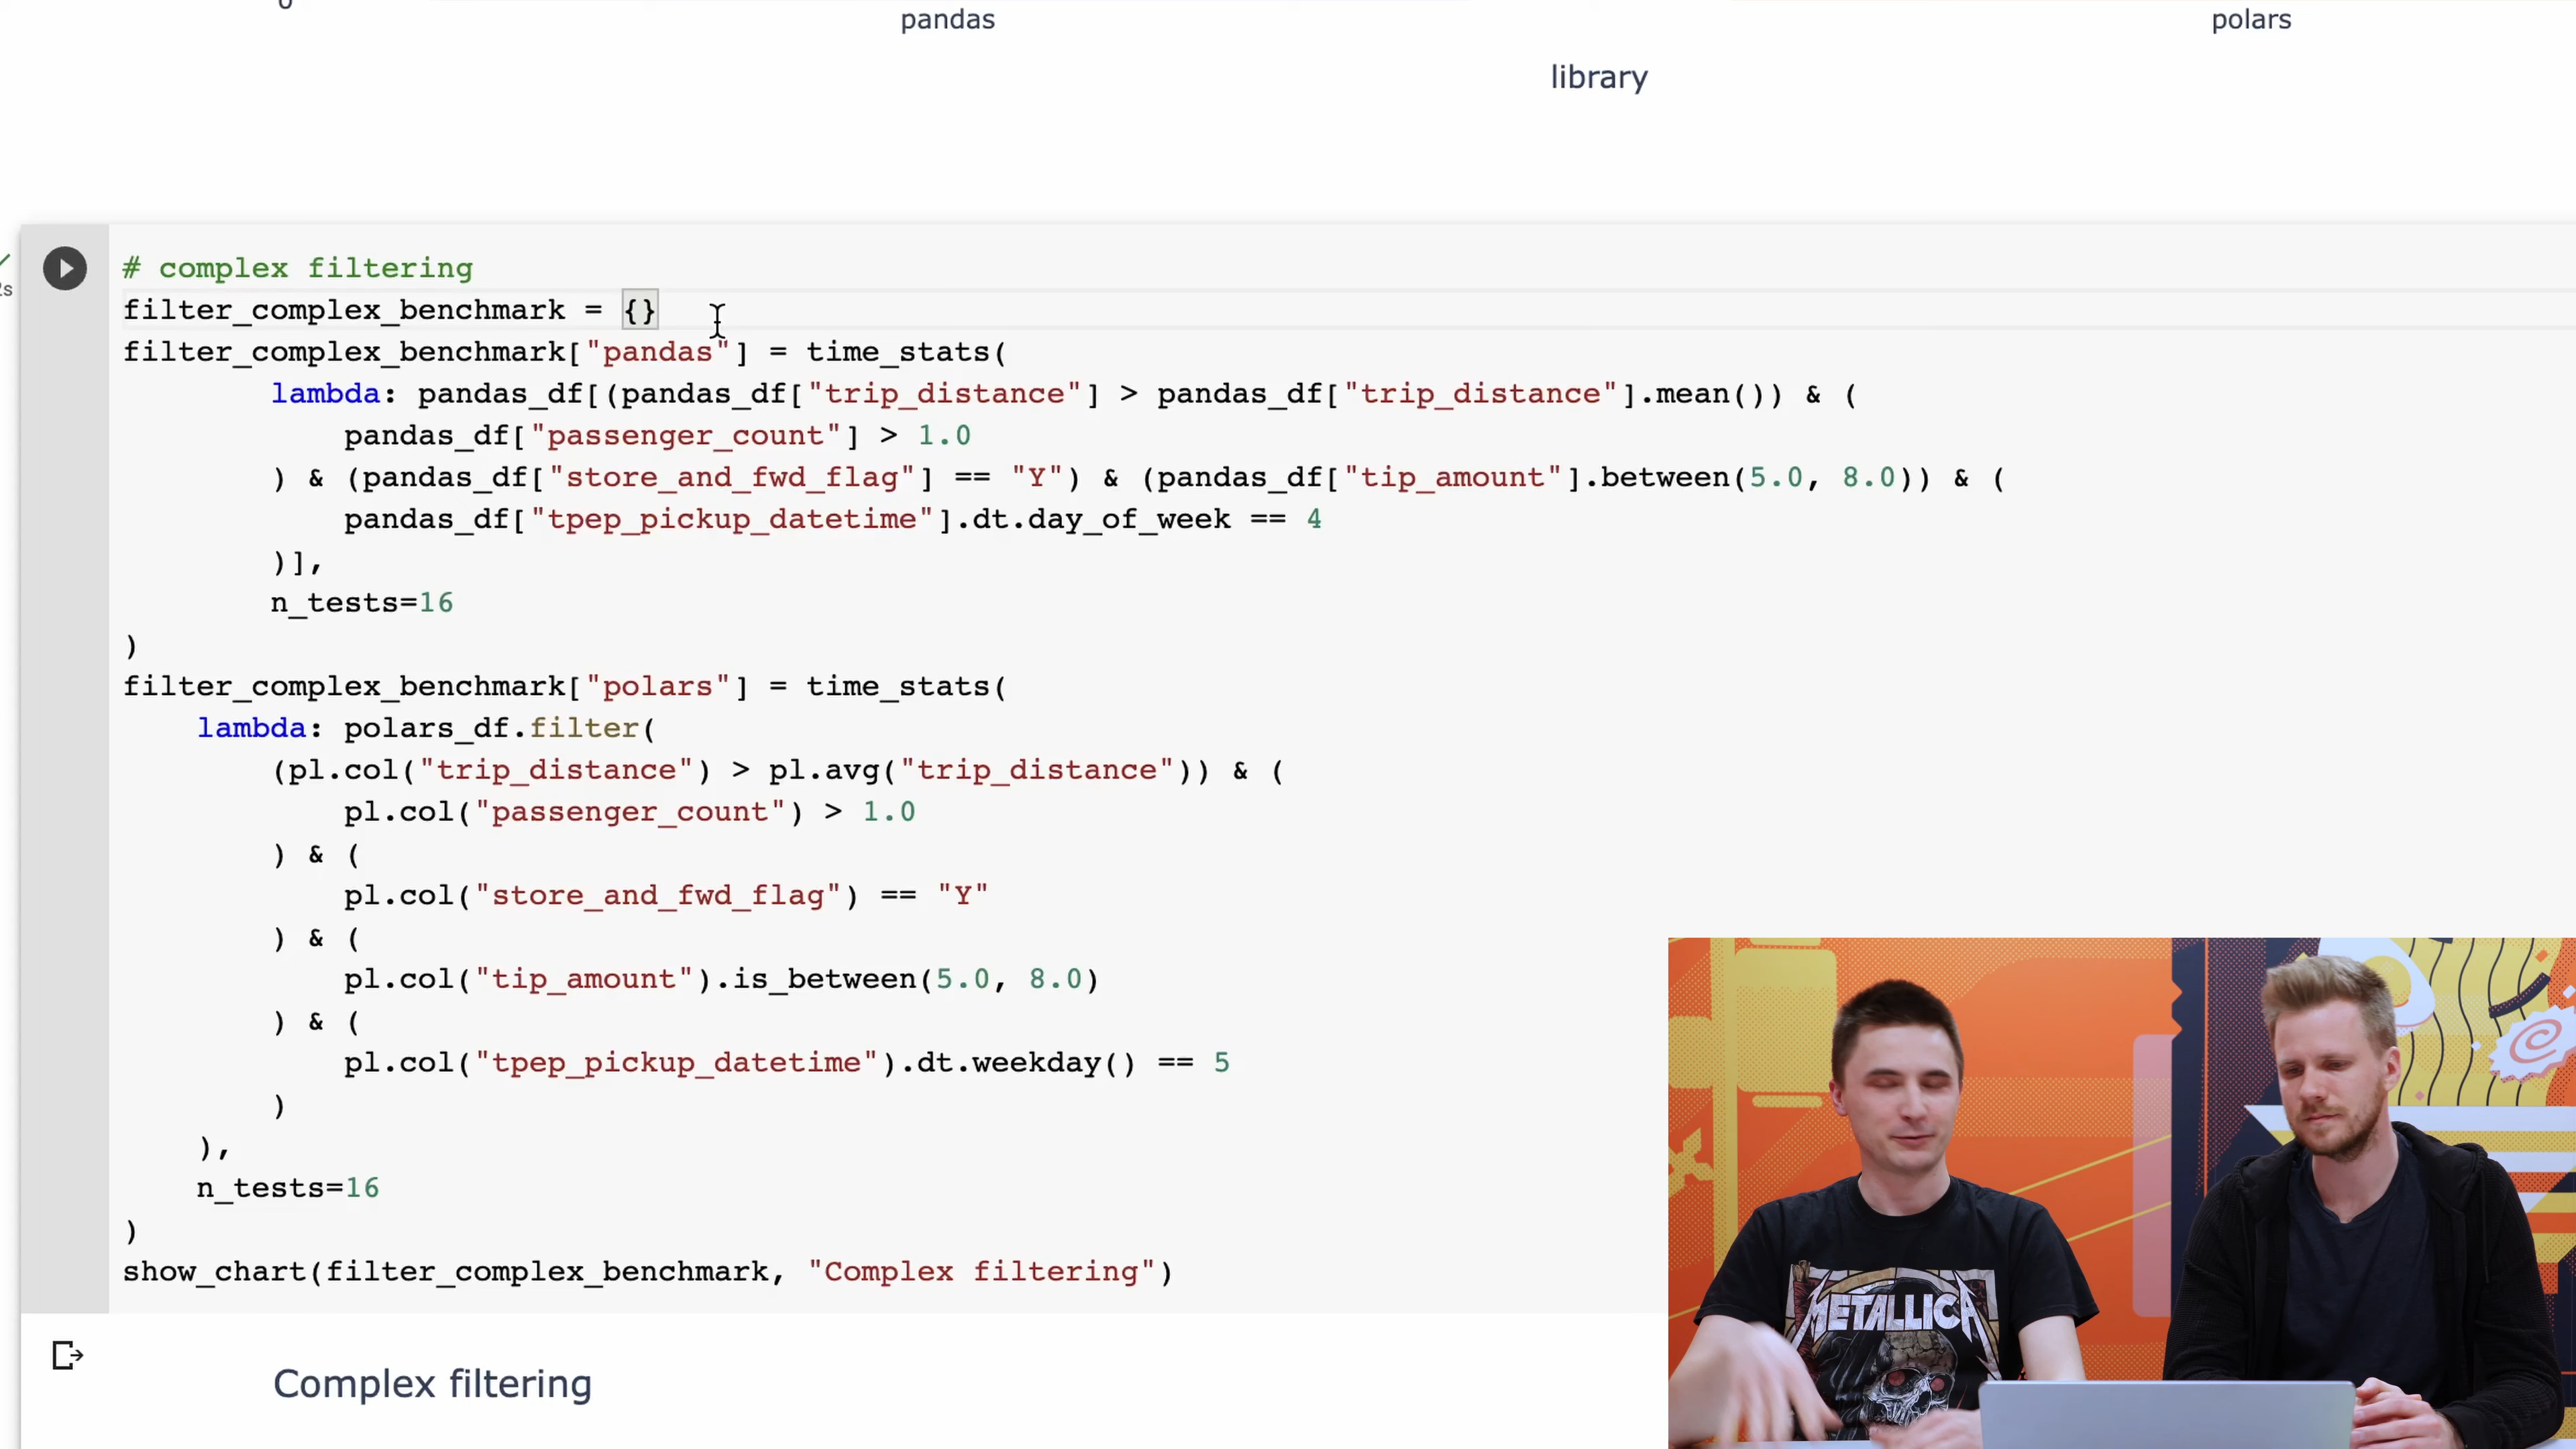 0
pandas
polars
library
2s
# complex filtering
filter_complex_benchmark = {}
filter_complex_benchmark["pandas"] = time_stats(
lambda: pandas_df[(pandas_df["trip_distance"] > pandas_df["trip_distance"].mean()) & (
pandas_df["passenger_count"] > 1.0
) & (pandas_df["store_and_fwd_flag"] == "Y") & (pandas_df["tip_amount"].between(5.0, 8.0)) & (
pandas_df["tpep_pickup_datetime"].dt.day_of_week == 4
)],
n_tests=16
)
filter_complex_benchmark["polars"] = time_stats(
lambda: polars_df.filter(
(pl.col("trip_distance") > pl.avg("trip_distance")) & (
pl.col("passenger_count") > 1.0
) & (
pl.col("store_and_fwd_flag") == "Y"
) & (
pl.col("tip_amount").is_between(5.0, 8.0)
) & (
pl.col("tpep_pickup_datetime").dt.weekday() == 5
)
),
n_tests=16
)
show_chart(filter_complex_benchmark, "Complex filtering")
Complex filtering
METALLICA